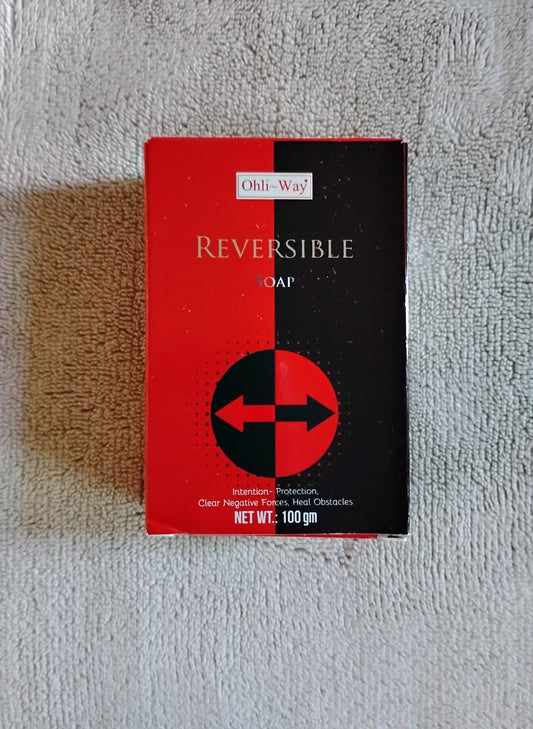 Ohli~Way®
REVERSIBLE
SOAP
Intention- Protection,
Clear Negative Forces, Heal Obstacles
NET WT.: 100 gm